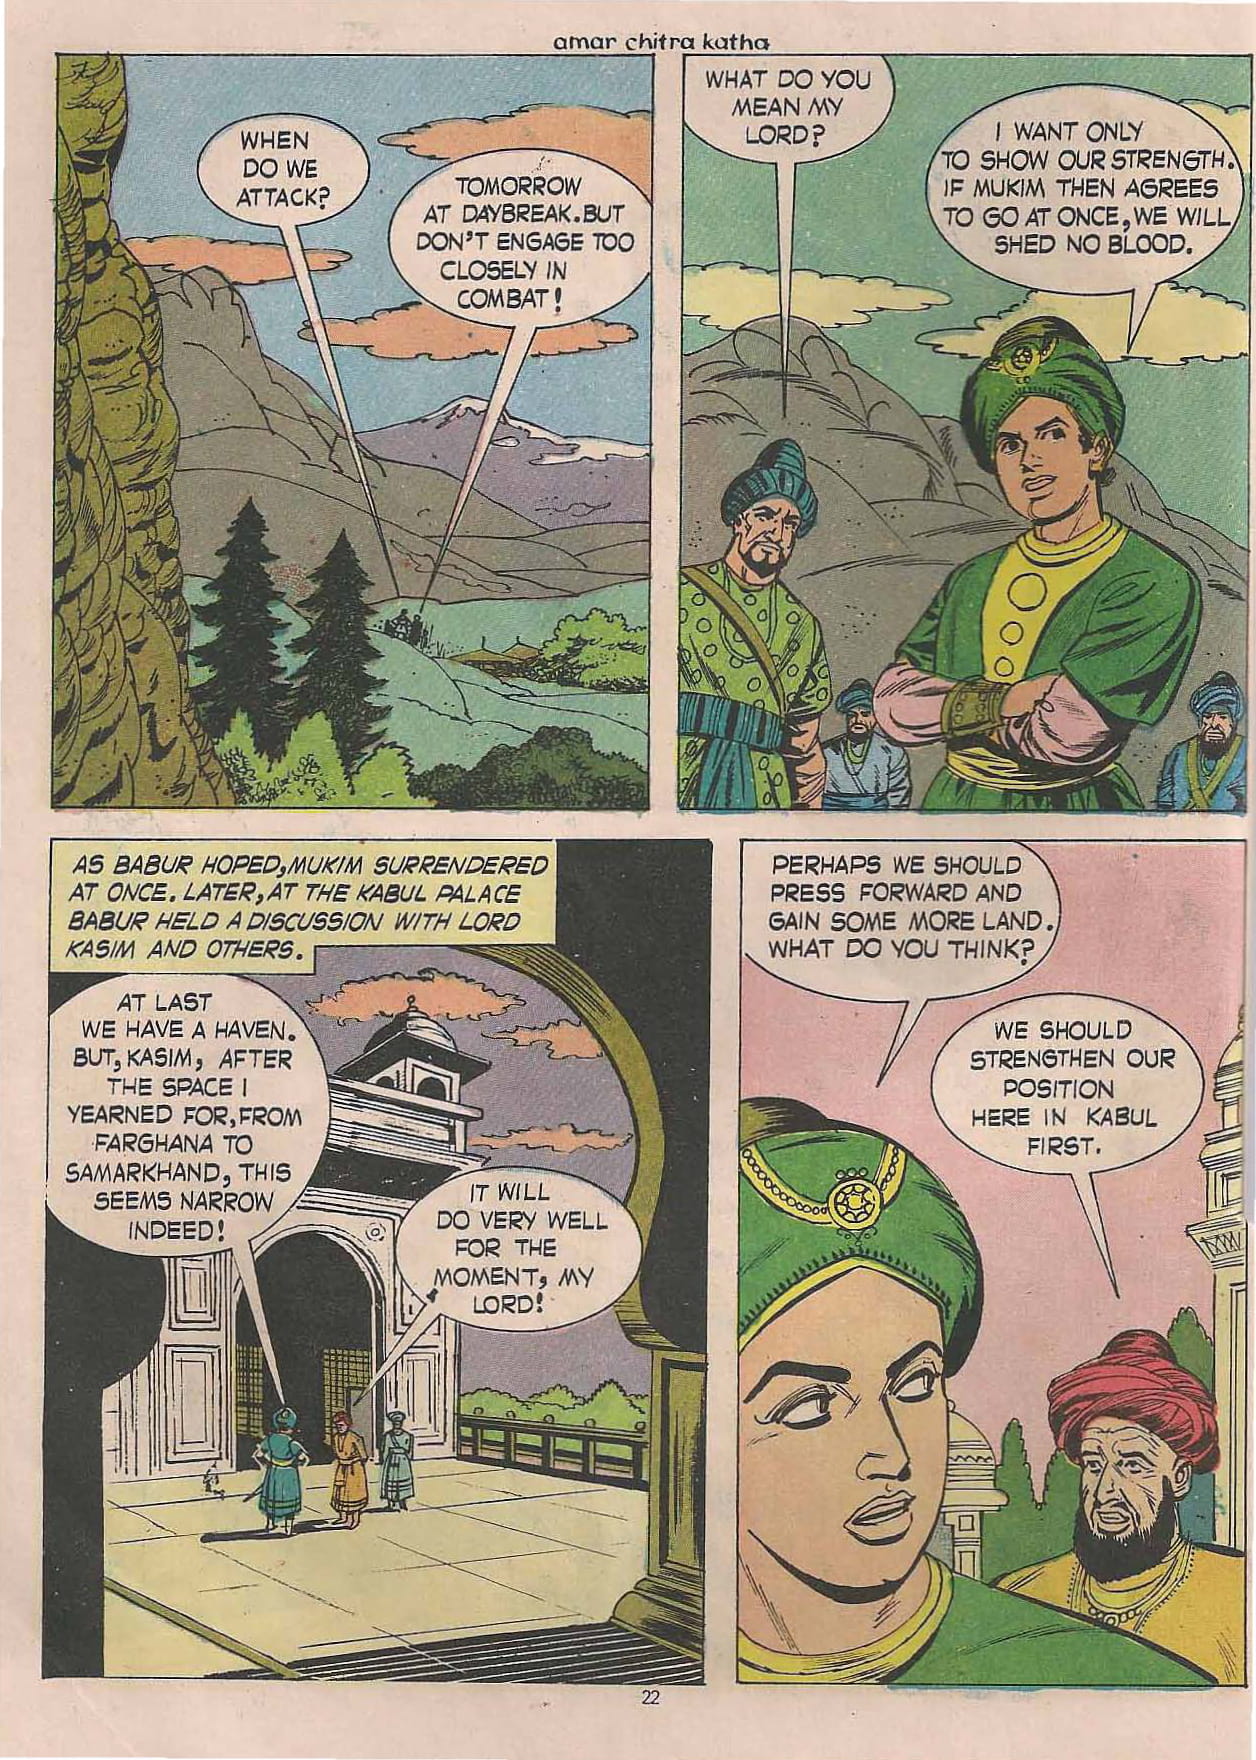 amar chitra katha
WHEN
DO WE
ATTACK?
TOMORROW
AT DAYBREAK. BUT
DON'T ENGAGE TOO
CLOSELY IN
COMBAT!
WHAT DO YOU
MEAN MY
LORD?
I WANT ONLY
TO SHOW OUR STRENGTH.
IF MUKIM THEN AGREES
TO GO AT ONCE, WE WILL
SHED NO BLOOD.
AS BABUR HOPED, MUKIM SURRENDERED
AT ONCE. LATER, AT THE KABUL PALACE
BABUR HELD A DISCUSSION WITH LORD
KASIM AND OTHERS.
AT LAST
WE HAVE A HAVEN.
BUT, KASIM, AFTER
THE SPACE I
YEARNED FOR, FROM
FARGHANA TO
SAMARKHAND, THIS
SEEMS NARROW
INDEED!
IT WILL
DO VERY WELL
FOR THE
MOMENT, MY
LORD!
PERHAPS WE SHOULD
PRESS FORWARD AND
GAIN SOME MORE LAND.
WHAT DO YOU THINK?
WE SHOULD
STRENGTHEN OUR
POSITION
HERE IN KABUL
FIRST.
22